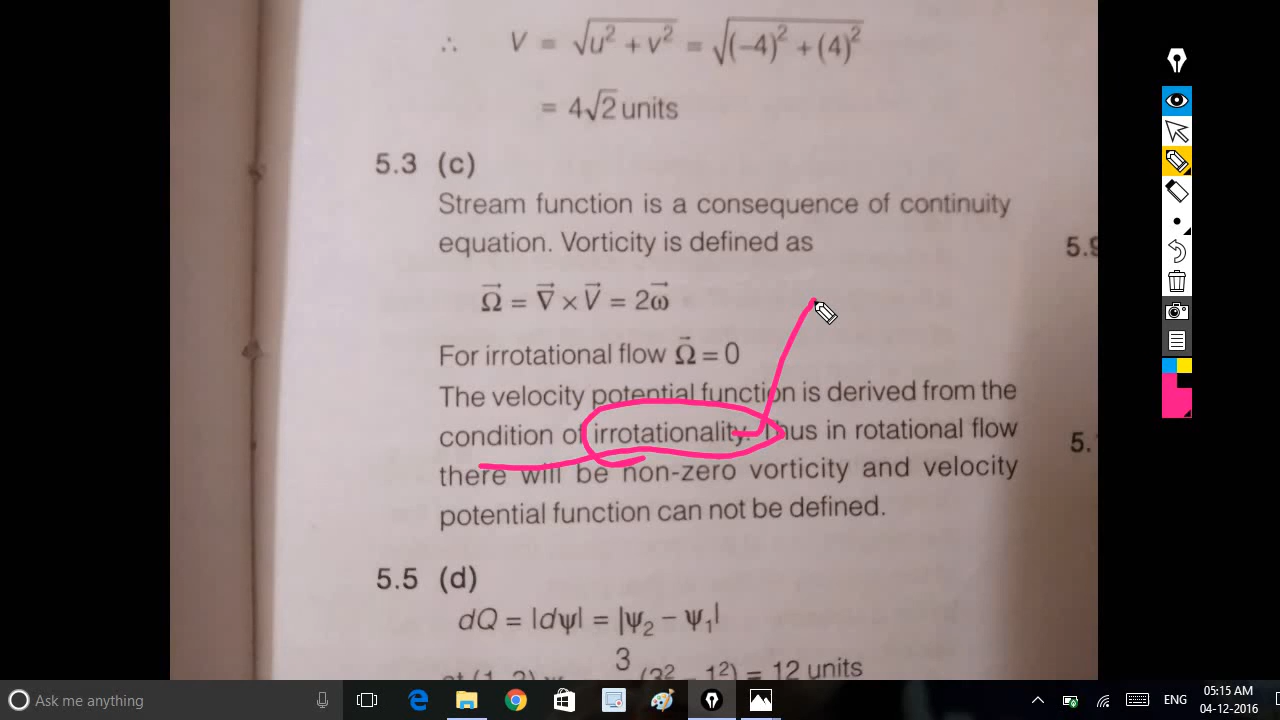 ∴ V = √u² + v² = √(–4)² + (4)²
= 4√2 units
5.3 (c)
Stream function is a consequence of continuity
equation. Vorticity is defined as
Ω⃗ = ∇⃗ × V⃗ = 2ω⃗
For irrotational flow Ω⃗ = 0
The velocity potential function is derived from the
condition of irrotationality. Thus in rotational flow
there will be non-zero vorticity and velocity
potential function can not be defined.
5.5 (d)
dQ = |dψ| = |ψ₂ – ψ₁|
3
(3² – 1²) = 12 units
5.9
5.
Ask me anything
ENG
05:15 AM
04-12-2016